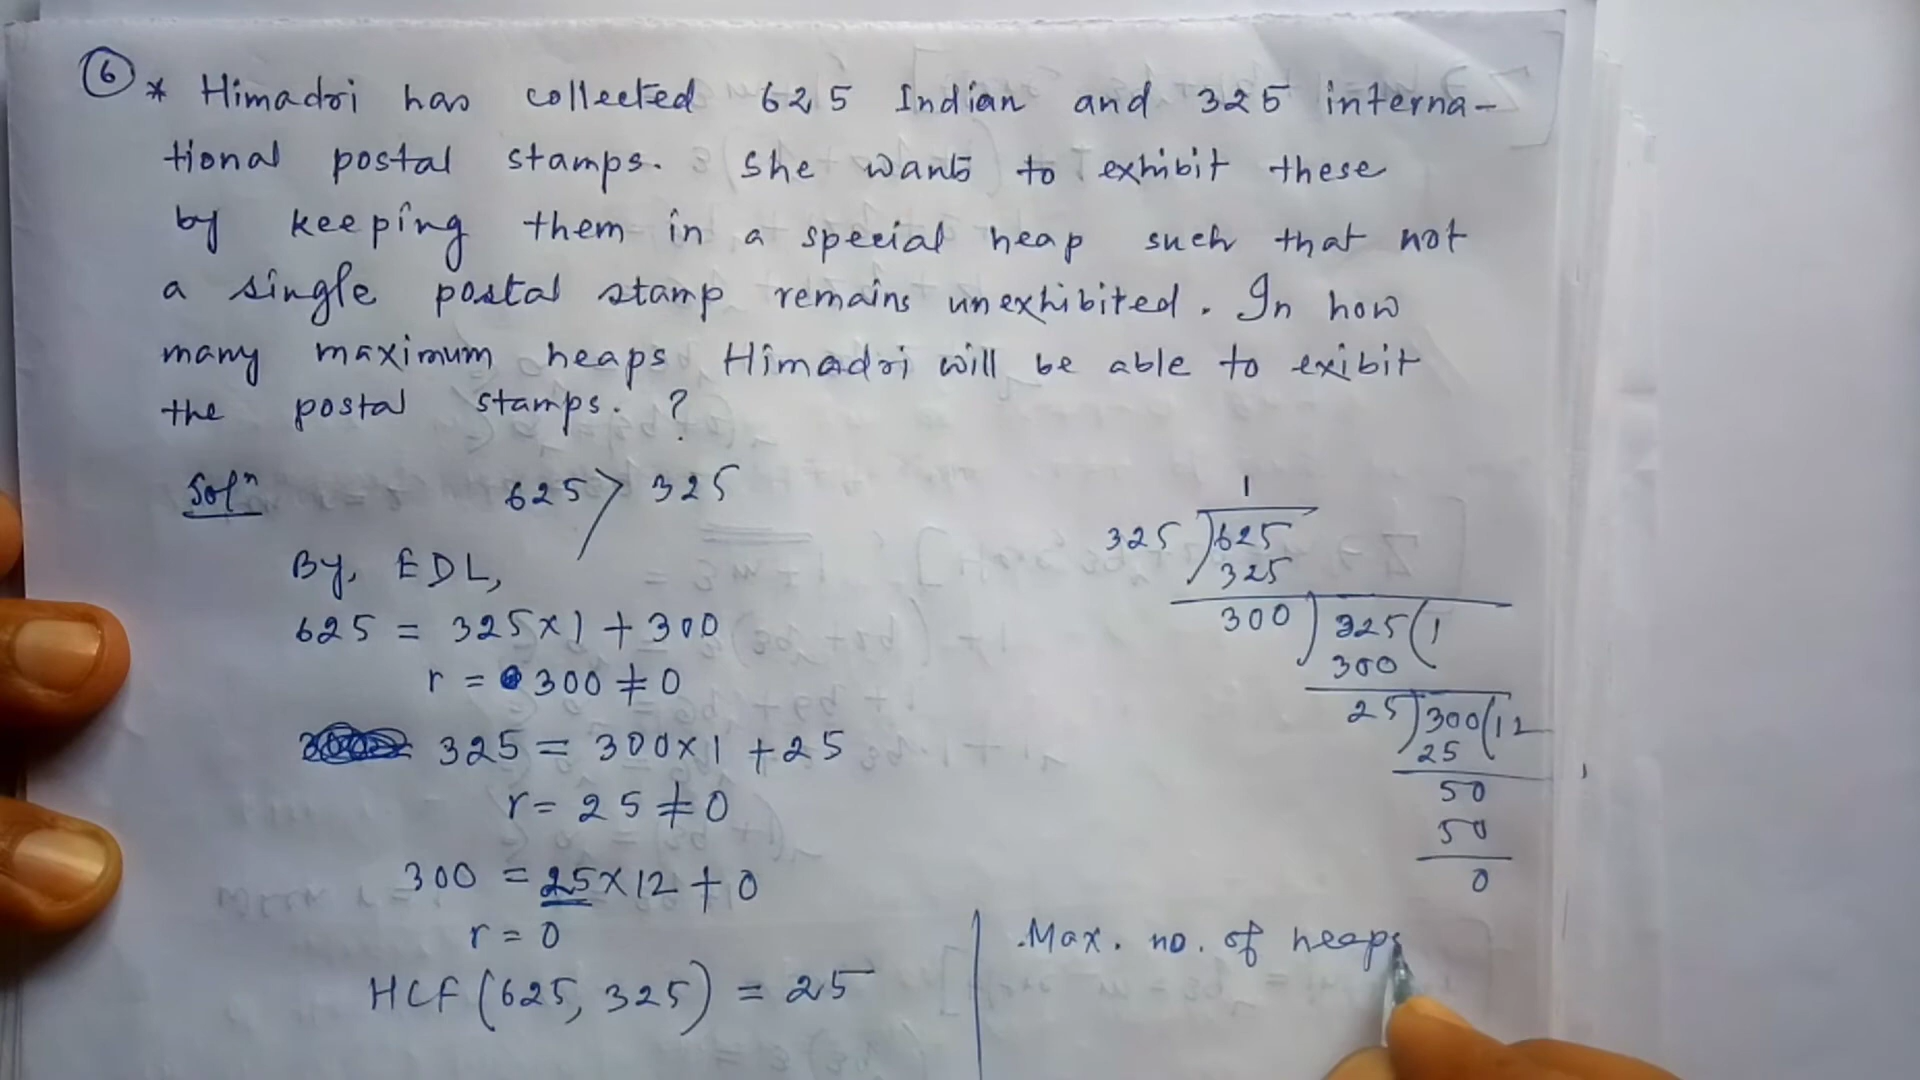 6 * Himadri has collected 625 Indian and 325 interna-
tional postal stamps. She wants to exhibit these
by keeping them in a special heap such that not
a single postal stamp remains unexhibited. In how
many maximum heaps Himadri will be able to exibit
the postal stamps. ?
Solⁿ 625 > 325
By, EDL,
625 = 325 × 1 + 300
r = 300 ≠ 0
325 = 300 × 1 + 25
r = 25 ≠ 0
300 = 25 × 12 + 0
r = 0
HCF (625, 325) = 25
1
325 ) 625
325
300 ) 325 ( 1
300
25 ) 300 ( 12
25
50
50
0
Max. no. of heaps